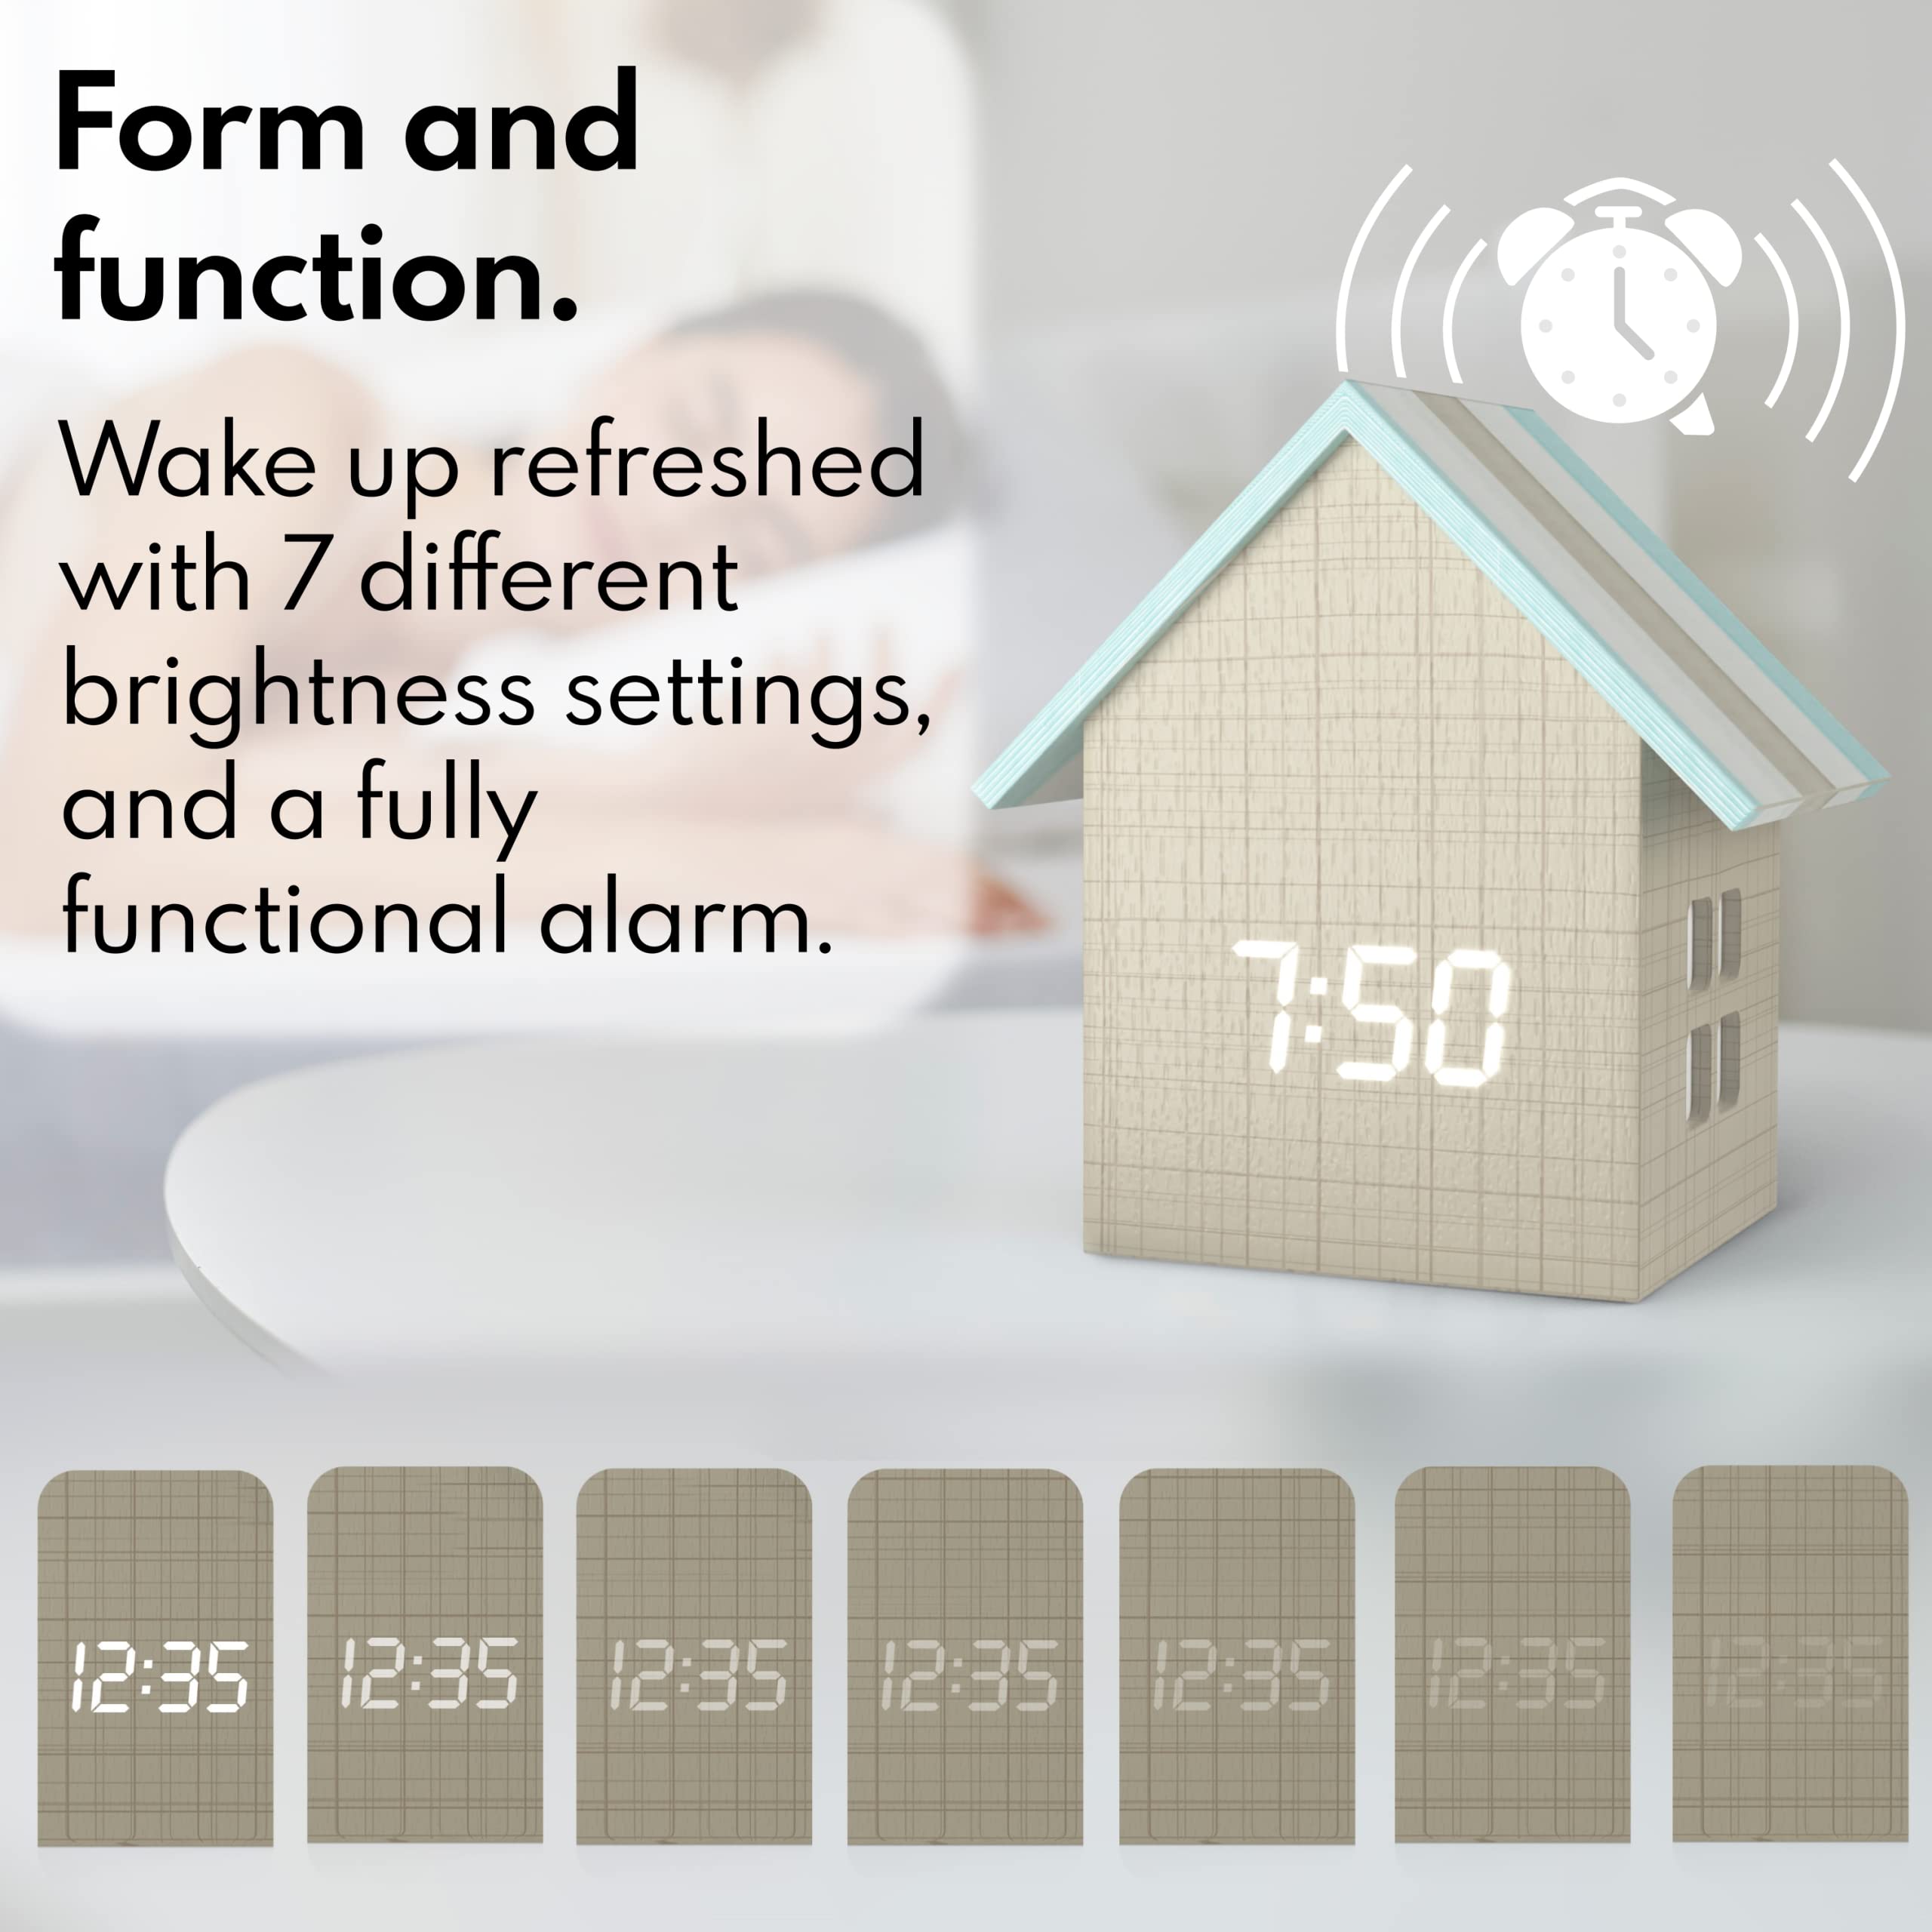 Form and
function.
Wake up refreshed
with 7 different
brightness settings,
and a fully
functional alarm.
7:50
12:35 12:35 12:35 12:35 12:35 12:35 12:35